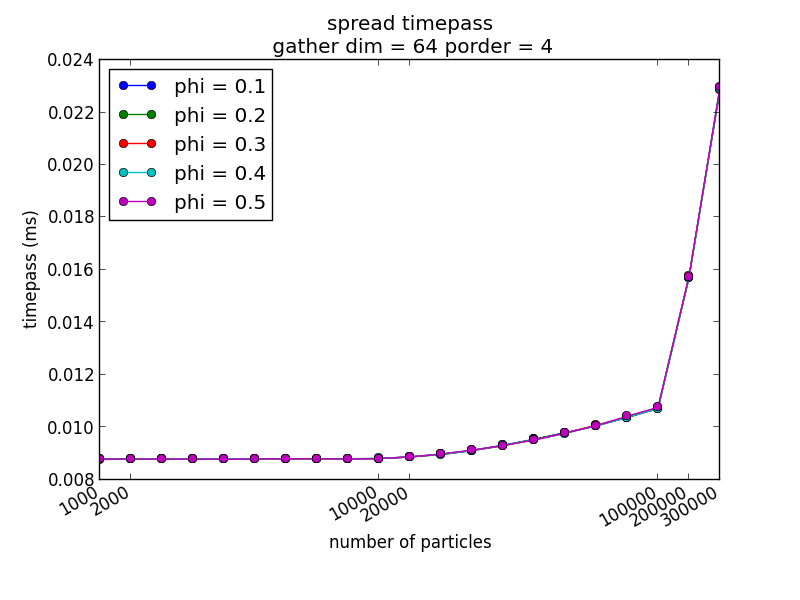 spread timepass
gather dim = 64 porder = 4
0.024
0.022
0.020
0.018
0.016
0.014
0.012
0.010
0.008
timepass (ms)
phi = 0.1
phi = 0.2
phi = 0.3
phi = 0.4
phi = 0.5
1000
2000
10000
20000
100000
200000
300000
number of particles